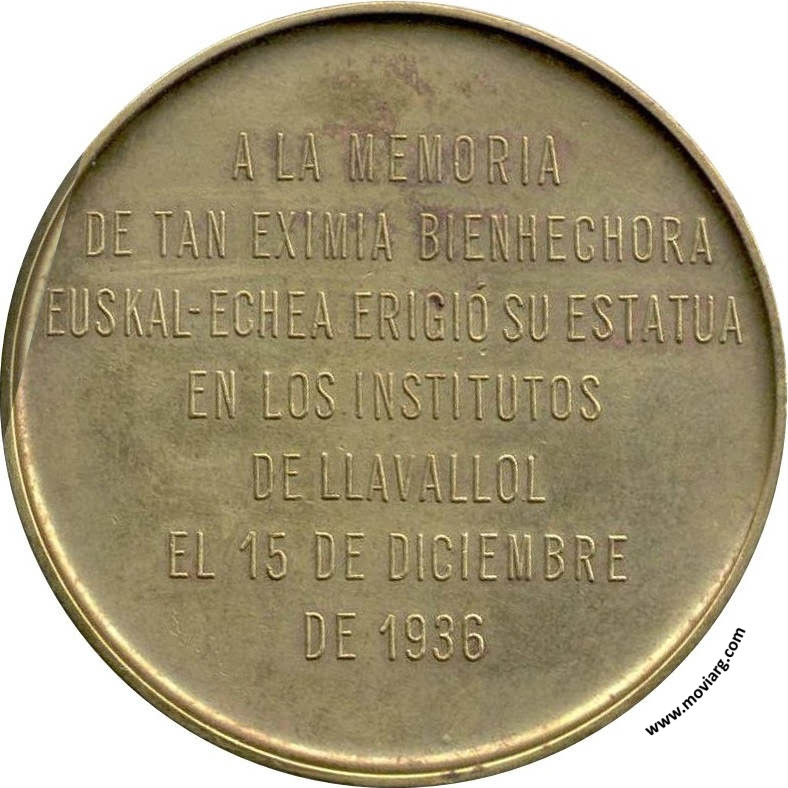 A LA MEMORIA
DE TAN EXIMIA BIENHECHORA
EUSKAL-ECHEA ERIGIÓ SU ESTATUA
EN LOS INSTITUTOS
DE LLAVALLOL
EL 15 DE DICIEMBRE
DE 1936
www.moviarg.com